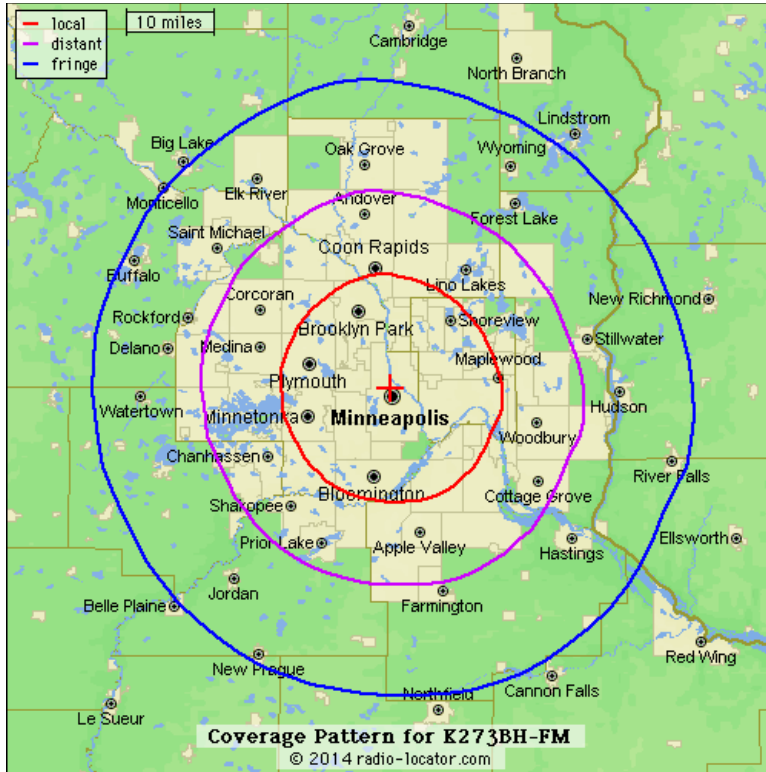 local
distant
fringe
10 miles
Cambridge
North Branch
Lindstrom
Big Lake
Oak Grove
Wyoming
Elk River
Monticello
Andover
Forest Lake
Saint Michael
Coon Rapids
Buffalo
Lino Lakes
Corcoran
New Richmond
Rockford
Brooklyn Park
Shoreview
Stillwater
Delano
Medina
Maplewood
Plymouth
Hudson
Watertown
Minnetonka
Minneapolis
Woodbury
Chanhassen
River Falls
Bloomington
Cottage Grove
Shakopee
Prior Lake
Apple Valley
Hastings
Ellsworth
Jordan
Belle Plaine
Farmington
New Prague
Red Wing
Cannon Falls
Northfield
Le Sueur
Coverage Pattern for K273BH-FM
© 2014 radio-locator.com